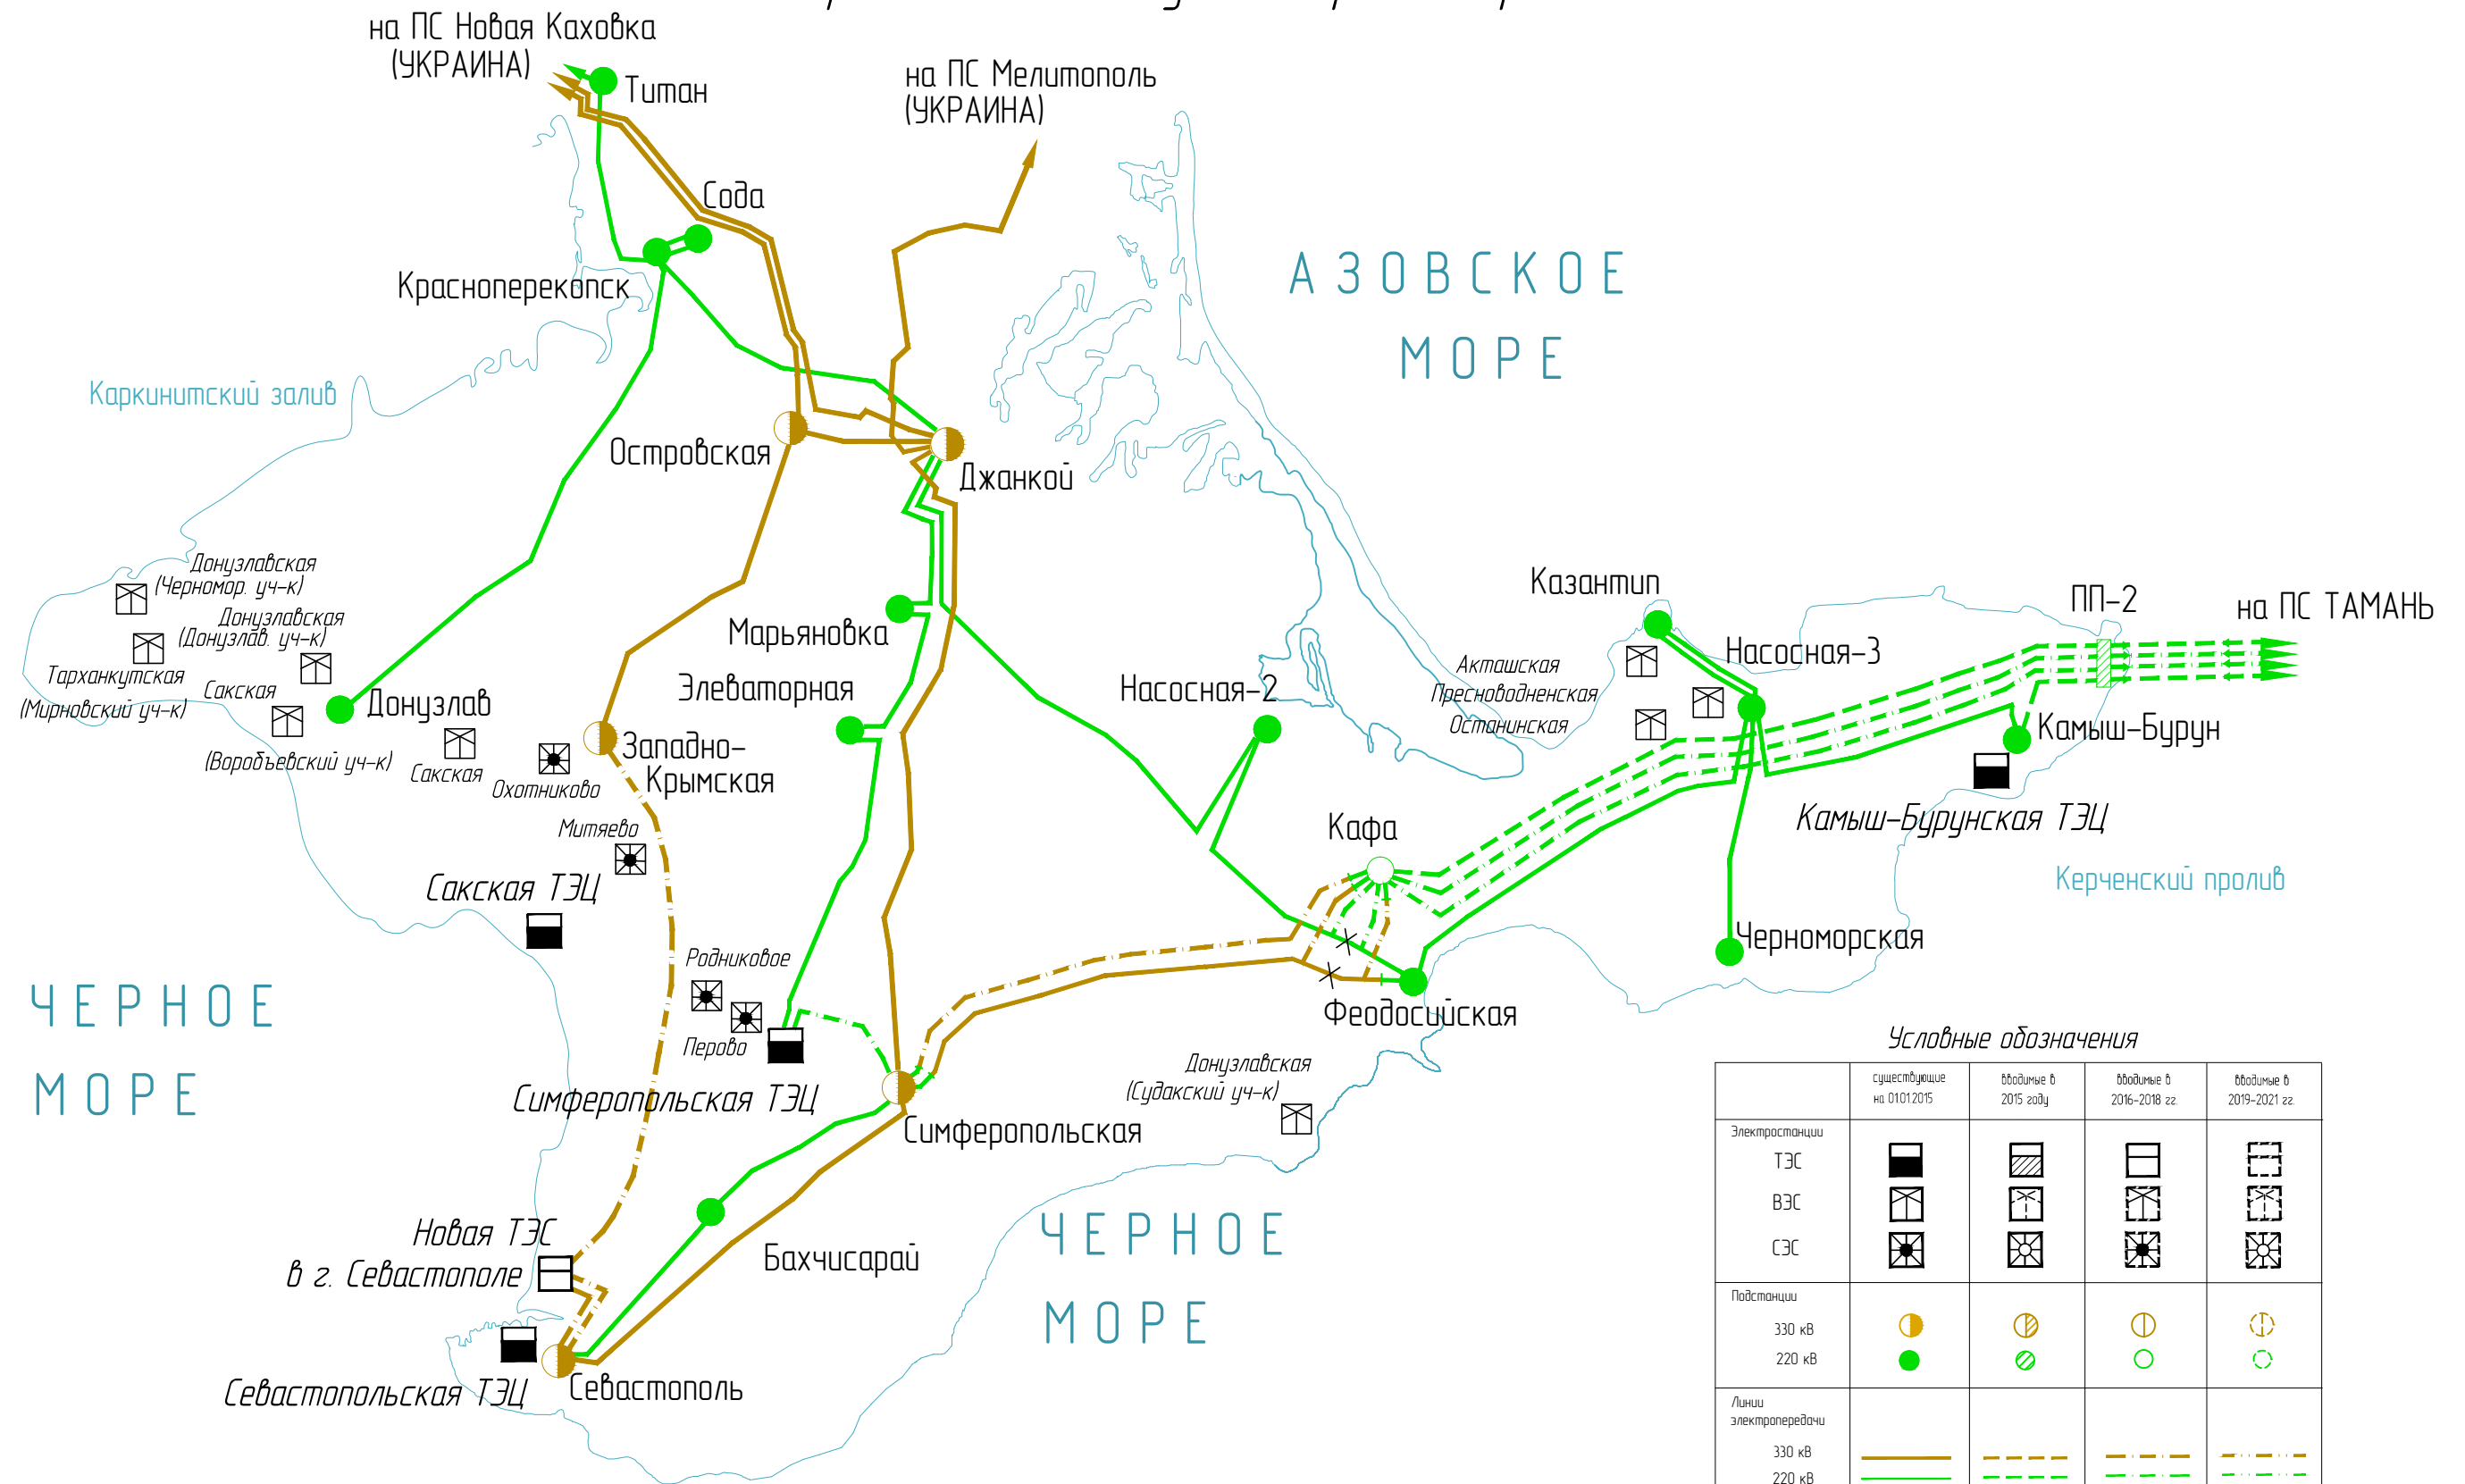 на ПС Новая Каховка
(УКРАИНА)
Титан
на ПС Мелитополь
(УКРАИНА)
Сода
Красноперекопск
АЗОВСКОЕ
МОРЕ
Каркинитский залив
Островская
Джанкой
Донузлавская
(Черномор. уч-к)
Донузлавская
(Донузлав. уч-к)
Тарханкутская
(Мирновский уч-к)
Сакская
(Воробъевский уч-к)
Донузлав
Сакская
Охотниково
Западно-
Крымская
Митяево
Марьяновка
Элеваторная
Насосная-2
Казантип
Насосная-3
Акташская
Пресноводненская
Останинская
ПП-2
на ПС ТАМАНЬ
Камыш-Бурун
Камыш-Бурунская ТЭЦ
Кафа
Керченский пролив
Сакская ТЭЦ
Черноморская
Родниковое
Перово
Феодосийская
ЧЕРНОЕ
МОРЕ
Симферопольская ТЭЦ
Симферопольская
Донузлавская
(Судакский уч-к)
Новая ТЭС
в г. Севастополе
Бахчисарай
ЧЕРНОЕ
МОРЕ
Севастопольская ТЭЦ
Севастополь
Условные обозначения
существующие
на 01.01.2015
вводимые в
2015 году
вводимые в
2016-2018 гг.
вводимые в
2019-2021 гг.
Электростанции
ТЭС
ВЭС
СЭС
Подстанции
330 кВ
220 кВ
Линии
электропередачи
330 кВ
220 кВ